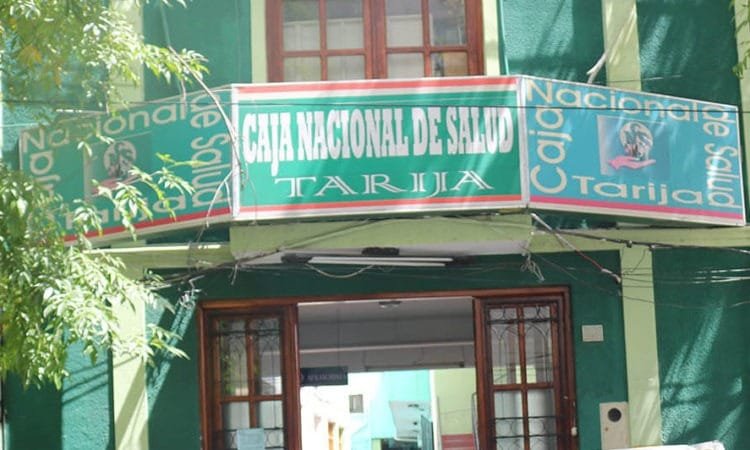 Caja
Nacional
de Salud
Tarija
CAJA NACIONAL DE SALUD
TARIJA
Caja
Nacional
de Salud
Tarija